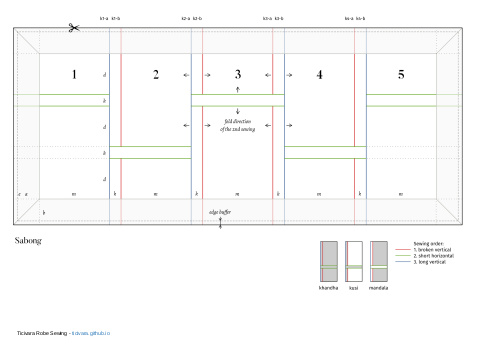 k1-a k1-b k2-a k2-b k3-a k3-b k4-a k4-b
1 2 3 4 5
d
k
d
fold direction
of the 2nd sewing
k
d
c a m k m k m k m k m
b
edge buffer
Sabong
Sewing order:
1. broken vertical
2. short horizontal
3. long vertical
khandha kusi mandala
Ticivara Robe Sewing - ticivara.github.io